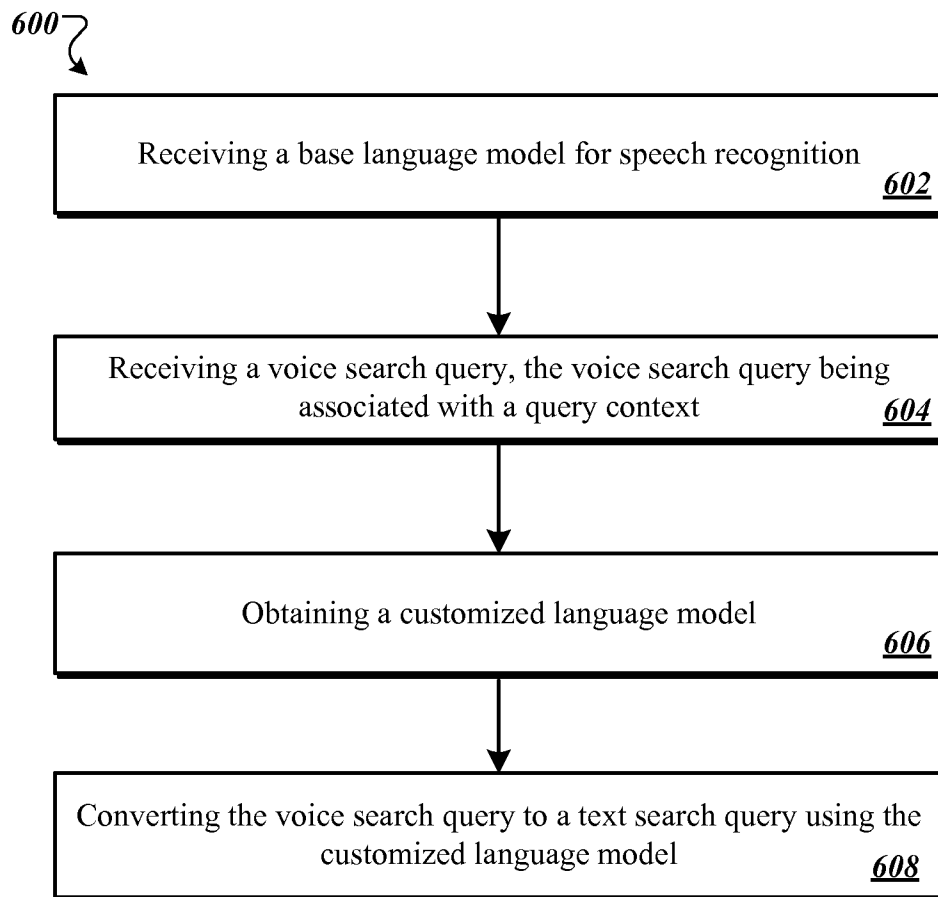 600
Receiving a base language model for speech recognition
602
Receiving a voice search query, the voice search query being
associated with a query context
604
Obtaining a customized language model
606
Converting the voice search query to a text search query using the
customized language model
608